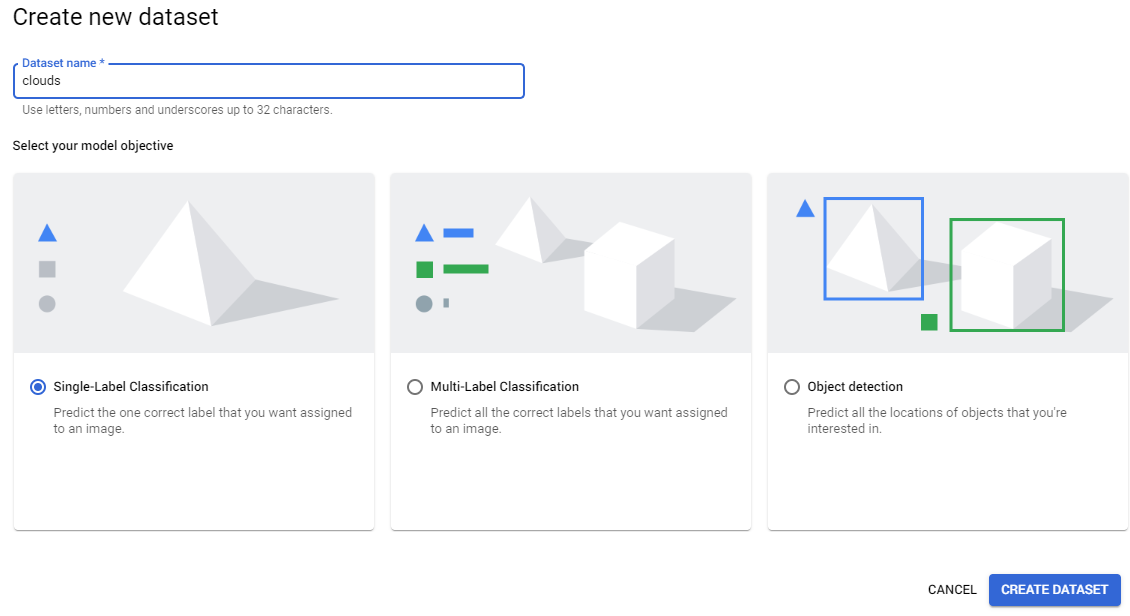 Create new dataset
Dataset name *
clouds
Use letters, numbers and underscores up to 32 characters.
Select your model objective
Single-Label Classification
Predict the one correct label that you want assigned
to an image.
Multi-Label Classification
Predict all the correct labels that you want assigned
to an image.
Object detection
Predict all the locations of objects that you're
interested in.
CANCEL
CREATE DATASET